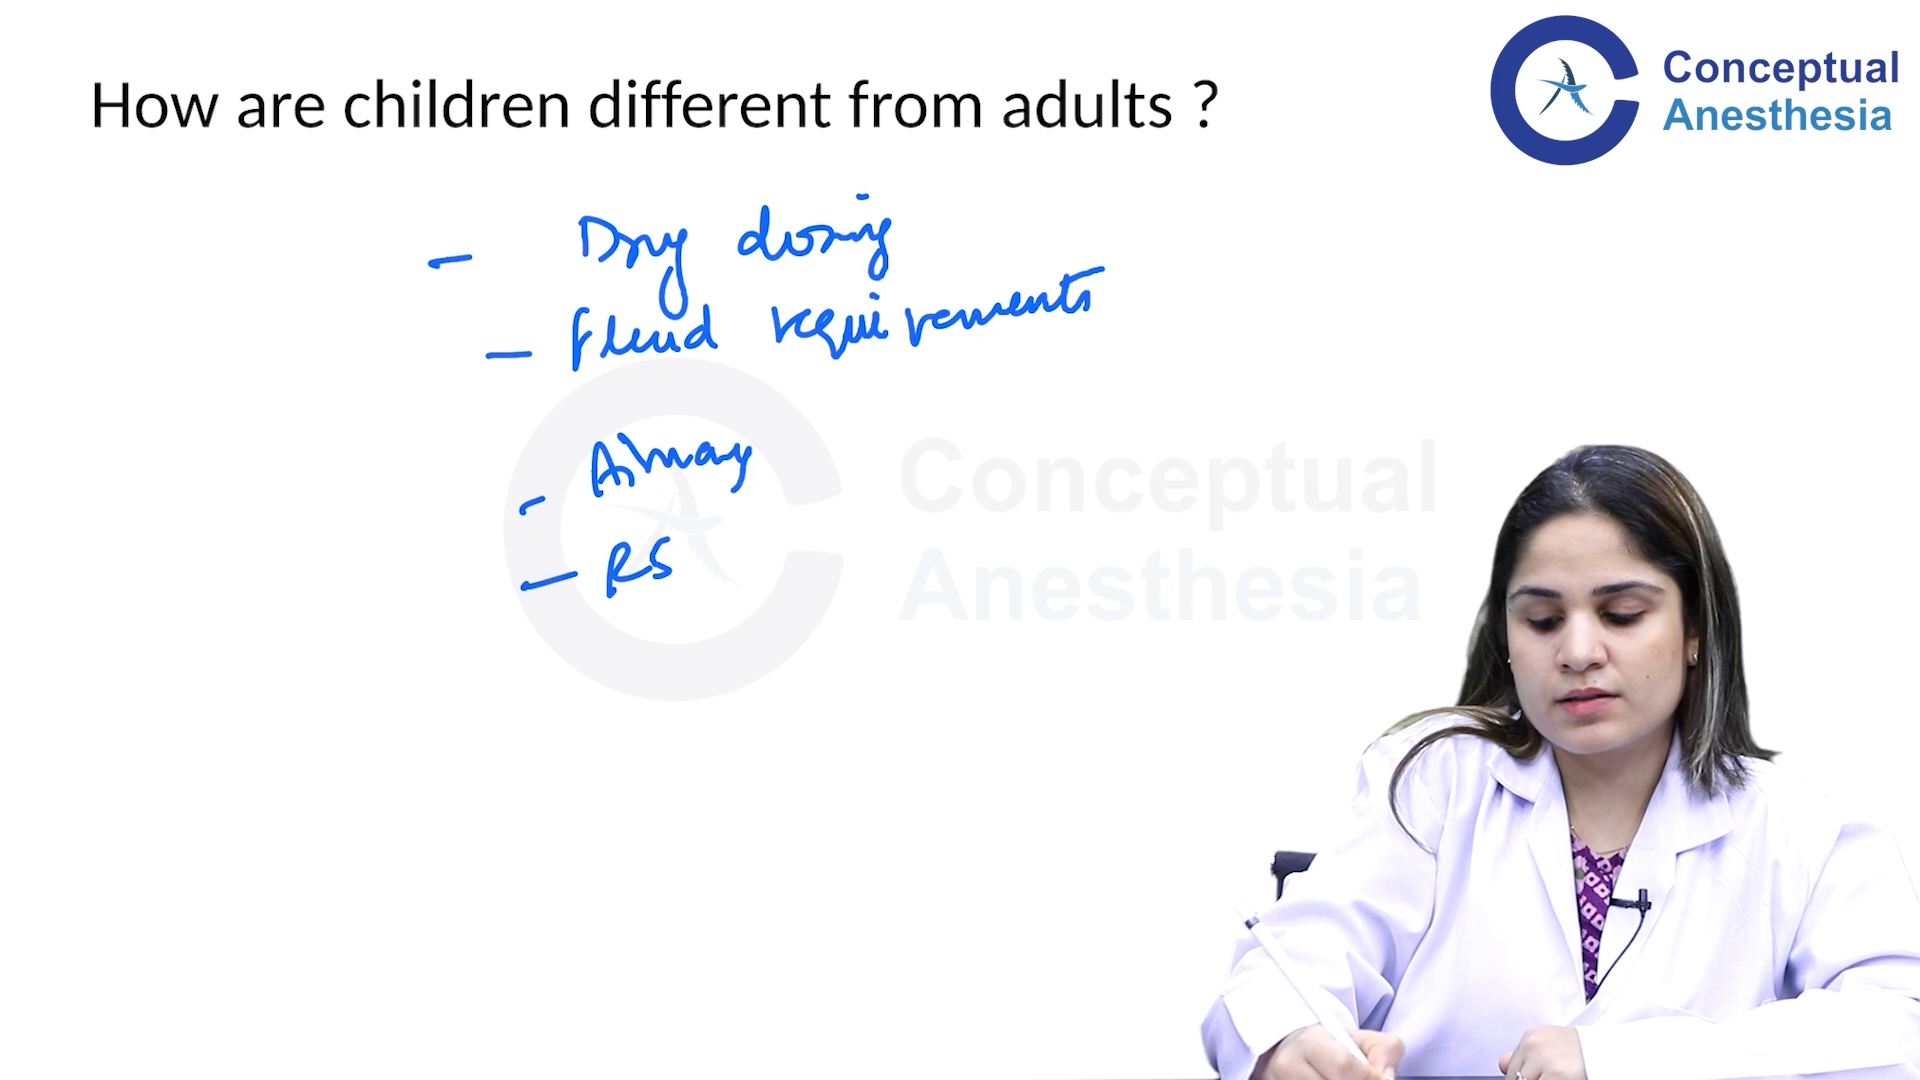 How are children different from adults ?
Conceptual
Anesthesia
- Drug dosing
- fluid requirements
- Airway
- RS
Conceptual
Anesthesia